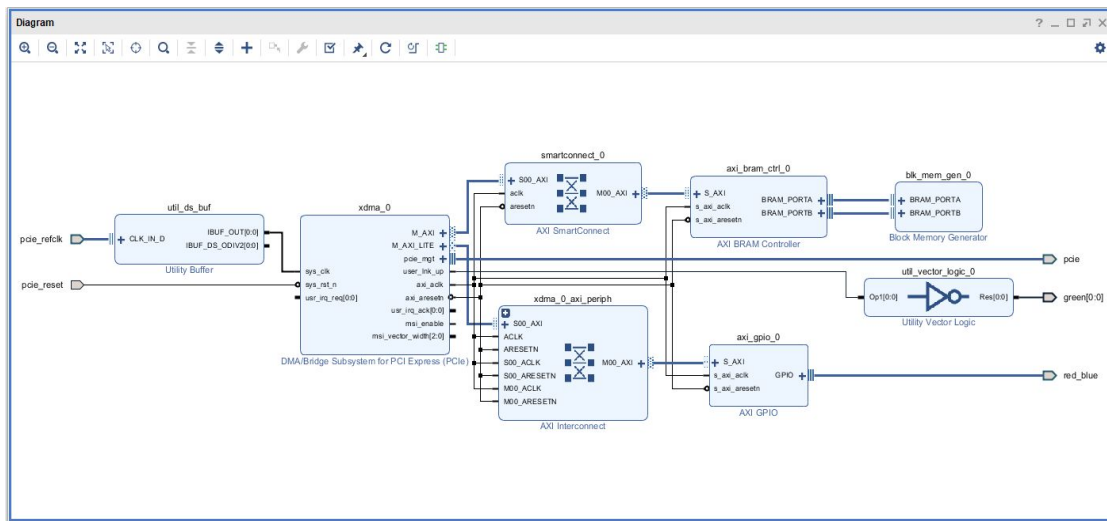 Diagram
pcie_refclk
pcie_reset
util_ds_buf
CLK_IN_D
IBUF_OUT[0:0]
IBUF_DS_ODIV2[0:0]
Utility Buffer
xdma_0
M_AXI
M_AXI_LITE
pcie_mgt
sys_clk
user_lnk_up
sys_rst_n
axi_aclk
usr_irq_req[0:0]
axi_aresetn
usr_irq_ack[0:0]
msi_enable
msi_vector_width[2:0]
DMA/Bridge Subsystem for PCI Express (PCIe)
smartconnect_0
S00_AXI
aclk
M00_AXI
aresetn
AXI SmartConnect
xdma_0_axi_periph
S00_AXI
ACLK
ARESETN
S00_ACLK
M00_AXI
S00_ARESETN
M00_ACLK
M00_ARESETN
AXI Interconnect
axi_bram_ctrl_0
S_AXI
BRAM_PORTA
s_axi_aclk
BRAM_PORTB
s_axi_aresetn
AXI BRAM Controller
blk_mem_gen_0
BRAM_PORTA
BRAM_PORTB
Block Memory Generator
pcie
util_vector_logic_0
Op1[0:0]
Res[0:0]
Utility Vector Logic
green[0:0]
axi_gpio_0
S_AXI
s_axi_aclk
GPIO
s_axi_aresetn
AXI GPIO
red_blue